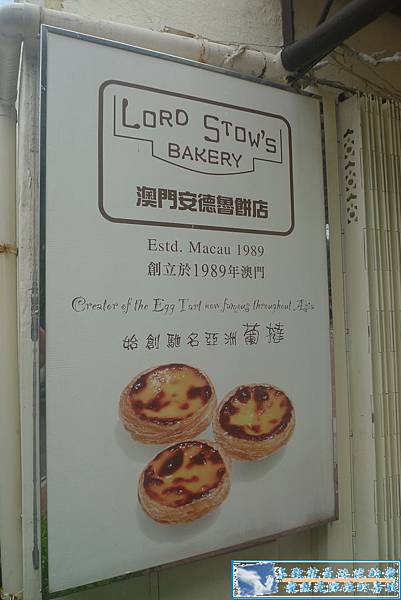 LORD STOW'S
BAKERY
澳門安德魯餅店
Estd. Macau 1989
創立於1989年澳門
Creator of the Egg Tart now famous throughout Asia
始創馳名亞洲葡撻